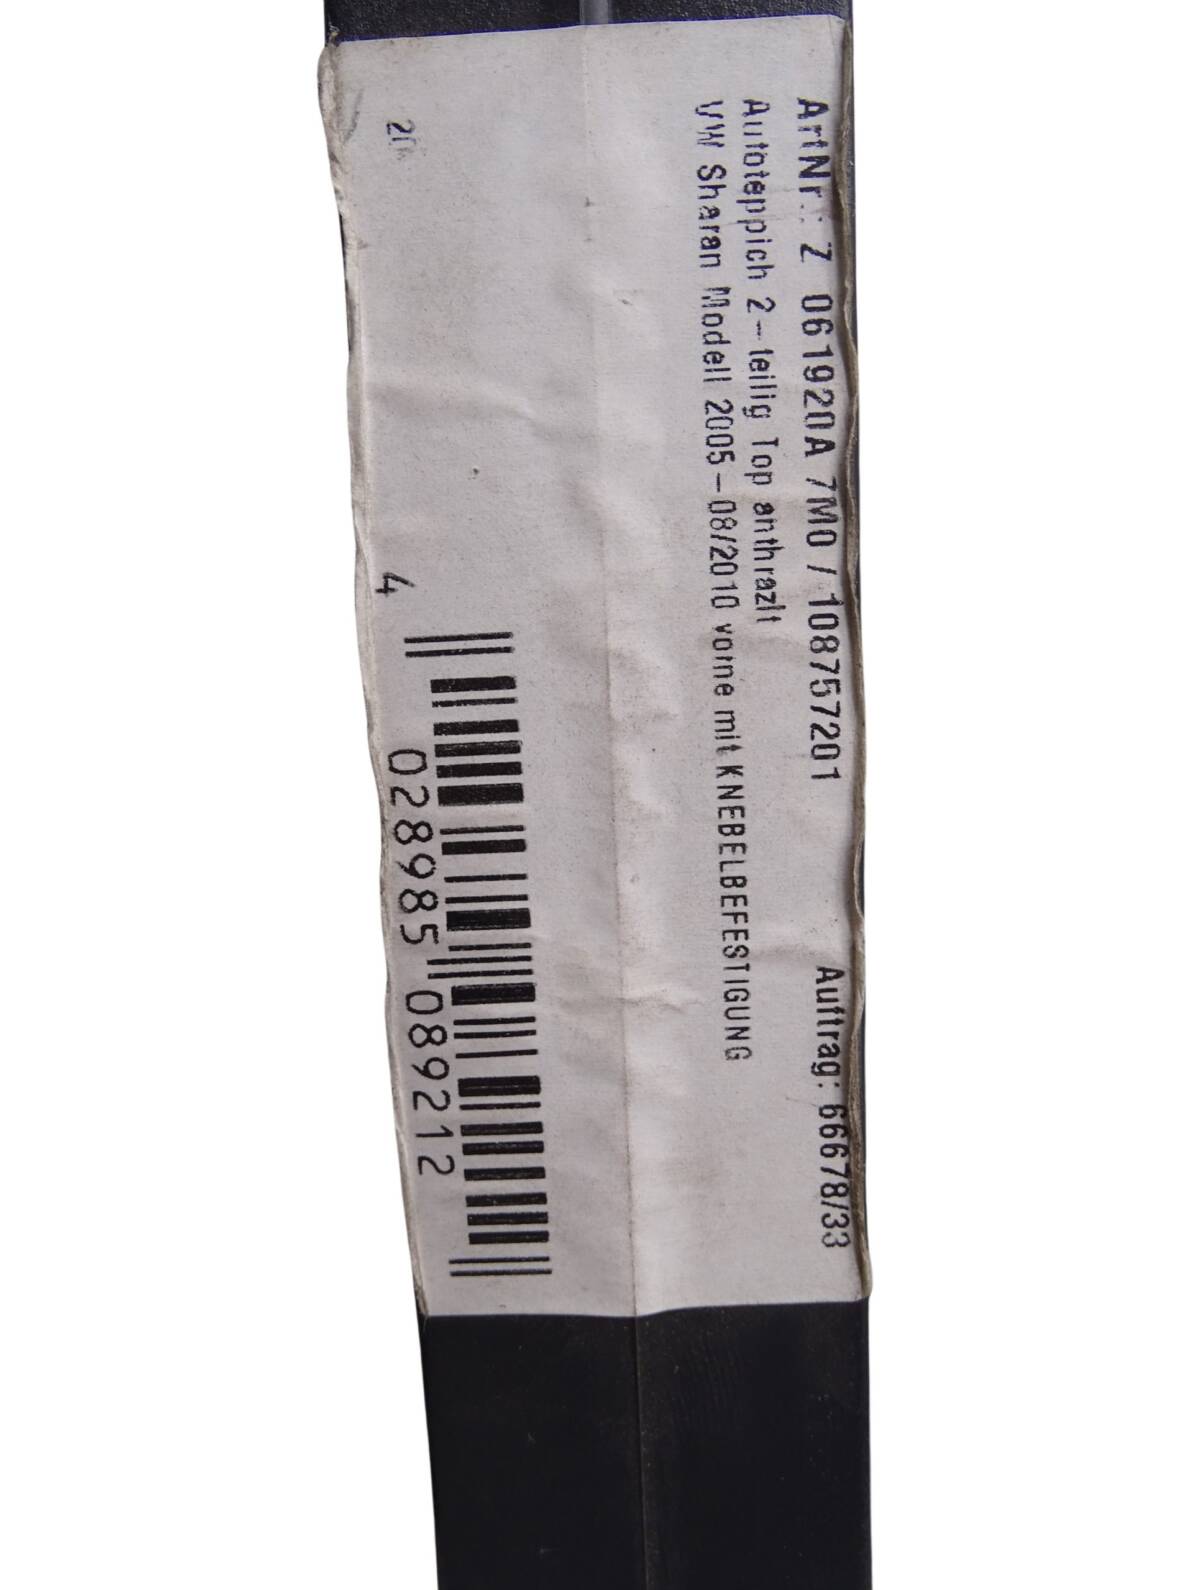 ArtNr.: Z 061920A 7M0 / 108757201 Auftrag: 66678/33
Autoteppich 2-teilig Top anthrazit
VW Sharan Modell 2005-08/2010 vorne mit KNEBELBEFESTIGUNG
4 028985 089212